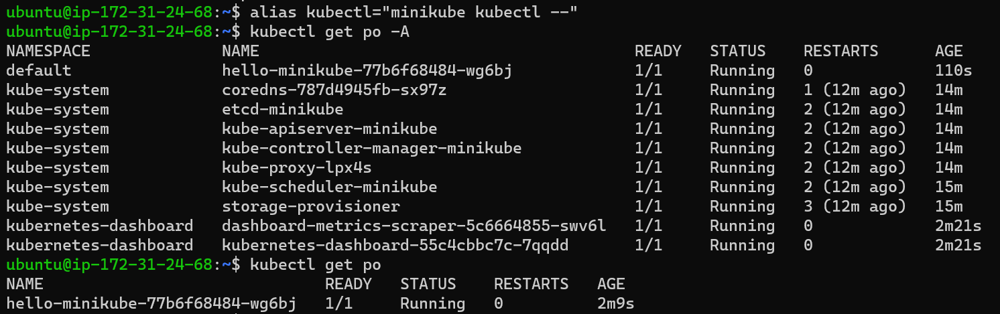 ubuntu@ip-172-31-24-68:~$ alias kubectl="minikube kubectl --"
ubuntu@ip-172-31-24-68:~$ kubectl get po -A
NAMESPACE              NAME                                        READY   STATUS    RESTARTS      AGE
default                hello-minikube-77b6f68484-wg6bj             1/1     Running   0             110s
kube-system            coredns-787d4945fb-sx97z                    1/1     Running   1 (12m ago)   14m
kube-system            etcd-minikube                               1/1     Running   2 (12m ago)   14m
kube-system            kube-apiserver-minikube                     1/1     Running   2 (12m ago)   14m
kube-system            kube-controller-manager-minikube            1/1     Running   2 (12m ago)   14m
kube-system            kube-proxy-lpx4s                            1/1     Running   2 (12m ago)   14m
kube-system            kube-scheduler-minikube                     1/1     Running   2 (12m ago)   15m
kube-system            storage-provisioner                         1/1     Running   3 (12m ago)   15m
kubernetes-dashboard   dashboard-metrics-scraper-5c6664855-swv6l   1/1     Running   0             2m21s
kubernetes-dashboard   kubernetes-dashboard-55c4cbbc7c-7qqdd       1/1     Running   0             2m21s
ubuntu@ip-172-31-24-68:~$ kubectl get po
NAME                              READY   STATUS    RESTARTS   AGE
hello-minikube-77b6f68484-wg6bj   1/1     Running   0          2m9s